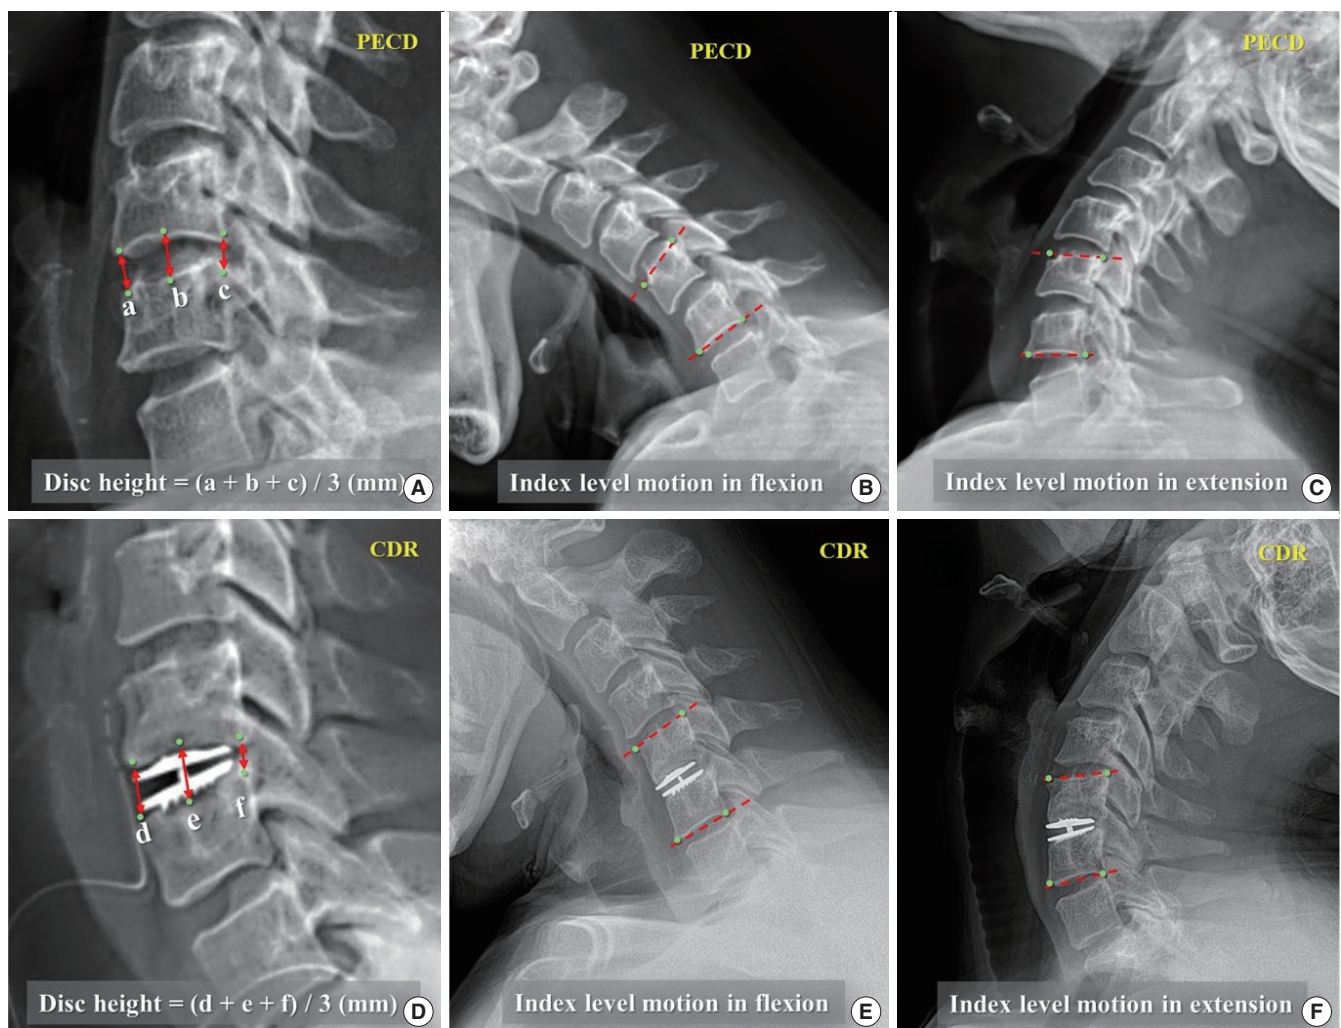 PECD
a
b
c
Disc height = (a + b + c) / 3 (mm)
A
PECD
Index level motion in flexion
B
PECD
Index level motion in extension
C
CDR
d
e
f
Disc height = (d + e + f) / 3 (mm)
D
CDR
Index level motion in flexion
E
CDR
Index level motion in extension
F